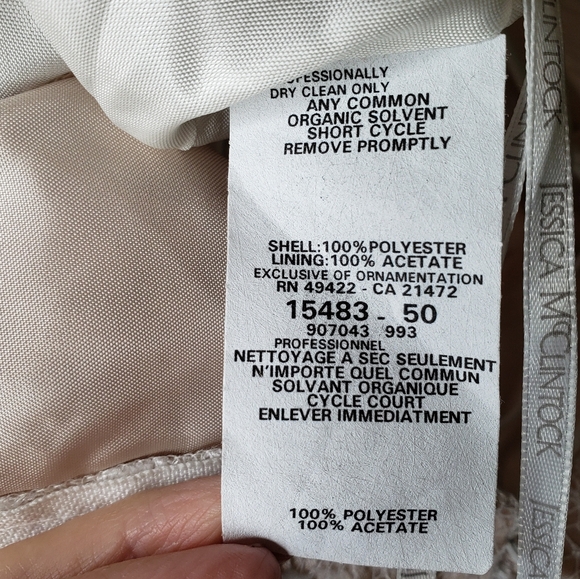 PROFESSIONALLY
DRY CLEAN ONLY
ANY COMMON
ORGANIC SOLVENT
SHORT CYCLE
REMOVE PROMPTLY
SHELL:100%POLYESTER
LINING:100% ACETATE
EXCLUSIVE OF ORNAMENTATION
RN 49422 - CA 21472
15483 - 50
907043 993
PROFESSIONNEL
NETTOYAGE A SEC SEULEMENT
N'IMPORTE QUEL COMMUN
SOLVANT ORGANIQUE
CYCLE COURT
ENLEVER IMMEDIATMENT
100% POLYESTER
100% ACETATE
JESSICA McCLINTOCK
JESSICA